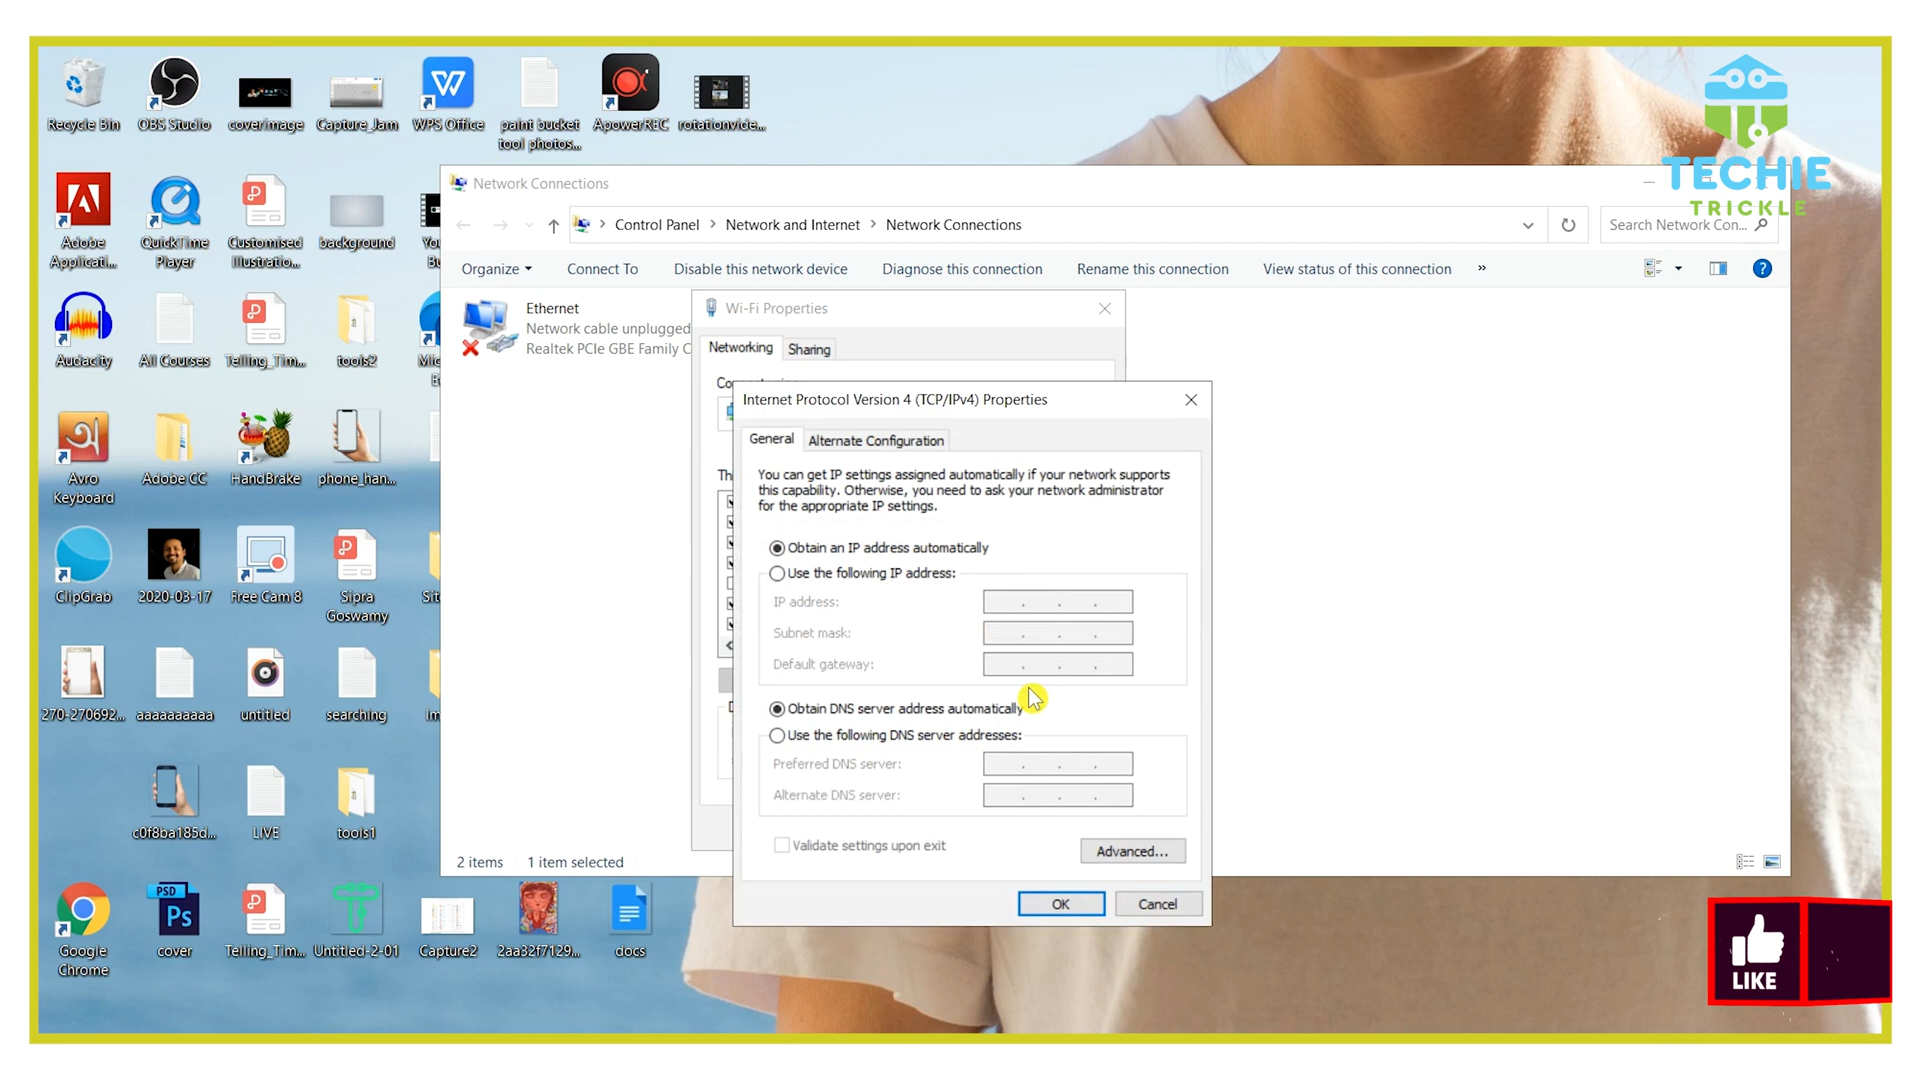 Recycle Bin
OBS Studio
coverimage
Capture_Jam
WPS Office
paint bucket
tool photos...
ApowerREC
rotationvide...
TECHIE
TRICKLE
Adobe
Applicati...
QuickTime
Player
Customised
Illustratio...
background
Network Connections
Control Panel > Network and Internet > Network Connections
Search Network Con...
Organize
Connect To
Disable this network device
Diagnose this connection
Rename this connection
View status of this connection
»
Ethernet
Network cable unplugged
Realtek PCIe GBE Family C
Wi-Fi Properties
Networking
Sharing
Audacity
All Courses
Telling_Tim...
tools2
Internet Protocol Version 4 (TCP/IPv4) Properties
General
Alternate Configuration
You can get IP settings assigned automatically if your network supports
this capability. Otherwise, you need to ask your network administrator
for the appropriate IP settings.
Obtain an IP address automatically
Use the following IP address:
IP address:
Subnet mask:
Default gateway:
Obtain DNS server address automatically
Use the following DNS server addresses:
Preferred DNS server:
Alternate DNS server:
Validate settings upon exit
Advanced...
OK
Cancel
Avro
Keyboard
Adobe CC
HandBrake
phone_han...
ClipGrab
2020-03-17
Free Cam 8
Sipra
Goswamy
270-270692...
aaaaaaaaaa
untitled
searching
c0f8ba185d...
LIVE
tools1
2 items
1 item selected
Google
Chrome
PSD
Ps
cover
Telling_Tim...
Untitled-2-01
Capture2
2aa32f7129...
docs
LIKE